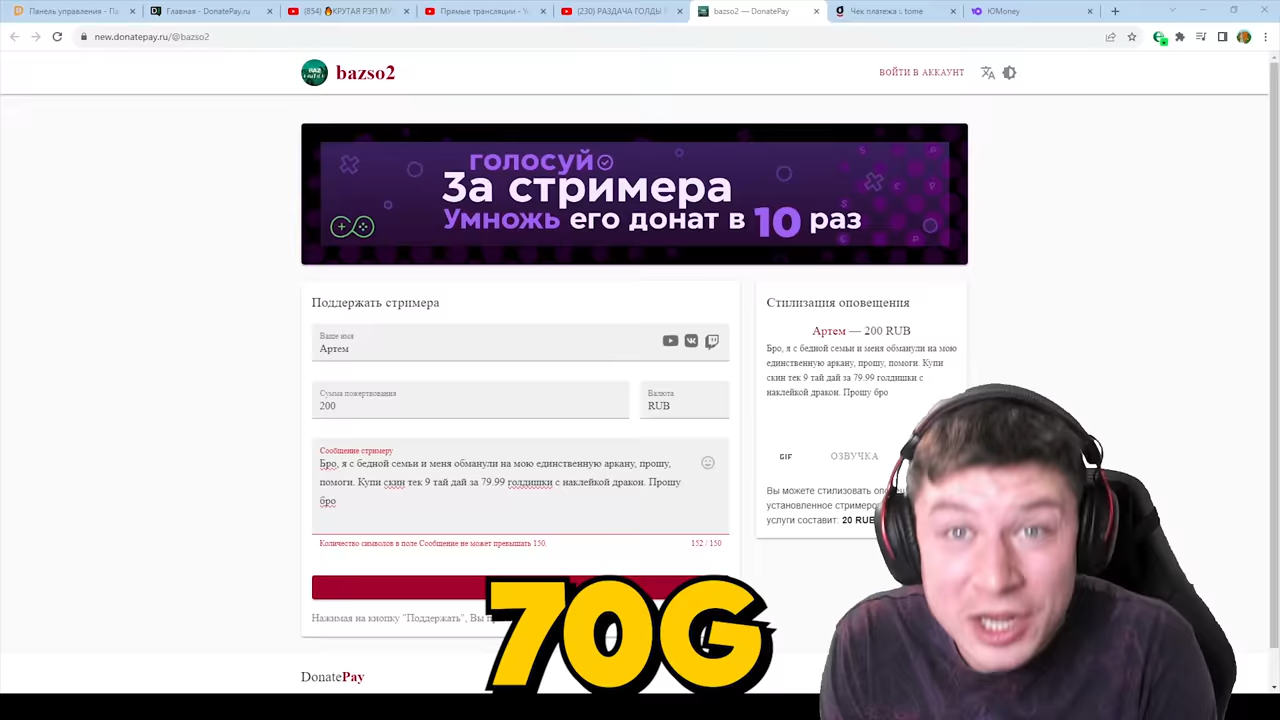 Панель управления - Па
Главная - DonatePay.ru
(854) 🔥КРУТАЯ РЭП МУ
Прямые трансляции - Yo
(230) РАЗДАЧА ГОЛДЫ
bazso2 — DonatePay
ЮMoney
new.donatepay.ru/@bazso2
bazso2
ВОЙТИ В АККАУНТ
голосуй
За стримера
Умножь его донат в 10 раз
Поддержать стримера
Ваше имя
Артем
Сумма пожертвования
200
Валюта
RUB
Сообщение стримеру
Бро, я с бедной семьи и меня обманули на мою единственную аркану, прошу,
помоги. Купи скин тек 9 тай дай за 79.99 голдишки с наклейкой дракон. Прошу
бро
Количество символов в поле Сообщение не может превышать 150.
152 / 150
Нажимая на кнопку "Поддержать", Вы
Стилизация оповещения
Артем — 200 RUB
Бро, я с бедной семьи и меня обманули на мою
единственную аркану, прошу, помоги. Купи
скин тек 9 тай дай за 79.99 голдишки с
наклейкой дракон. Прошу бро
GIF
ОЗВУЧКА
Вы можете стилизовать
установленное
услуги составит: 20 RUB
70G
DonatePay